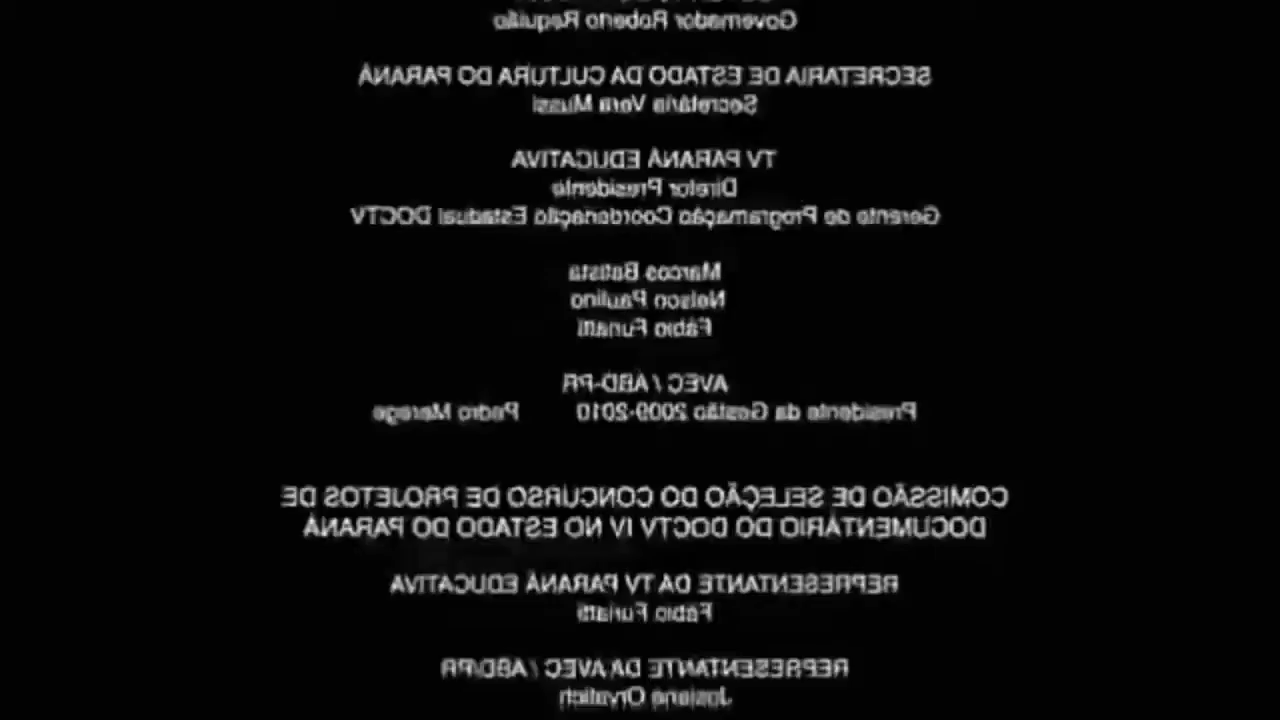 Governador Roberto Requião
SECRETARIA DE ESTADO DA CULTURA DO PARANÁ
Secretária Vera Mussi
TV PARANÁ EDUCATIVA
Diretor Presidente
Gerente de Programação Coordenação Estadual DOCTV
Marcos Batista
Nelson Paulino
Fábio Furiatti
AVEC / ABD-PR
Presidente da Gestão 2009-2010 Pedro Merege
COMISSÃO DE SELEÇÃO DO CONCURSO DE PROJETOS DE
DOCUMENTÁRIO DO DOCTV IV NO ESTADO DO PARANÁ
REPRESENTANTE DA TV PARANÁ EDUCATIVA
Fábio Furiatti
REPRESENTANTE DA AVEC / ABD/PR
Josiane Orvatich